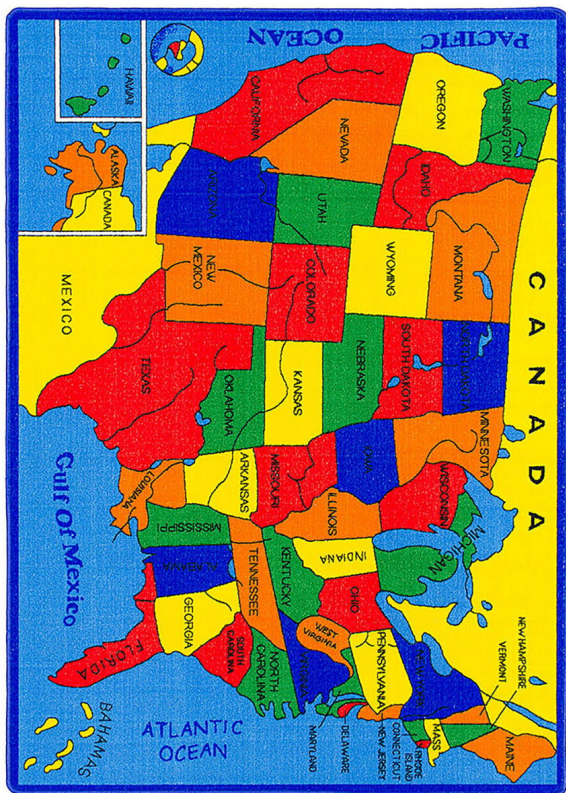 CANADA
PACIFIC
OCEAN
WASHINGTON
OREGON
CALIFORNIA
NEVADA
IDAHO
MONTANA
WYOMING
UTAH
ARIZONA
COLORADO
NEW
MEXICO
NORTH DAKOTA
SOUTH DAKOTA
NEBRASKA
KANSAS
OKLAHOMA
TEXAS
MINNESOTA
IOWA
MISSOURI
ARKANSAS
LOUISIANA
WISCONSIN
ILLINOIS
MICHIGAN
INDIANA
OHIO
KENTUCKY
TENNESSEE
MISSISSIPPI
ALABAMA
GEORGIA
FLORIDA
SOUTH
CAROLINA
NORTH
CAROLINA
VIRGINIA
WEST
VIRGINIA
PENNSYLVANIA
NEW YORK
NEW HAMPSHIRE
VERMONT
MAINE
MASS
RHODE
ISLAND
CONNECTICUT
NEW JERSEY
DELAWARE
MARYLAND
ATLANTIC
OCEAN
BAHAMAS
Gulf Of Mexico
MEXICO
HAWAII
ALASKA
CANADA